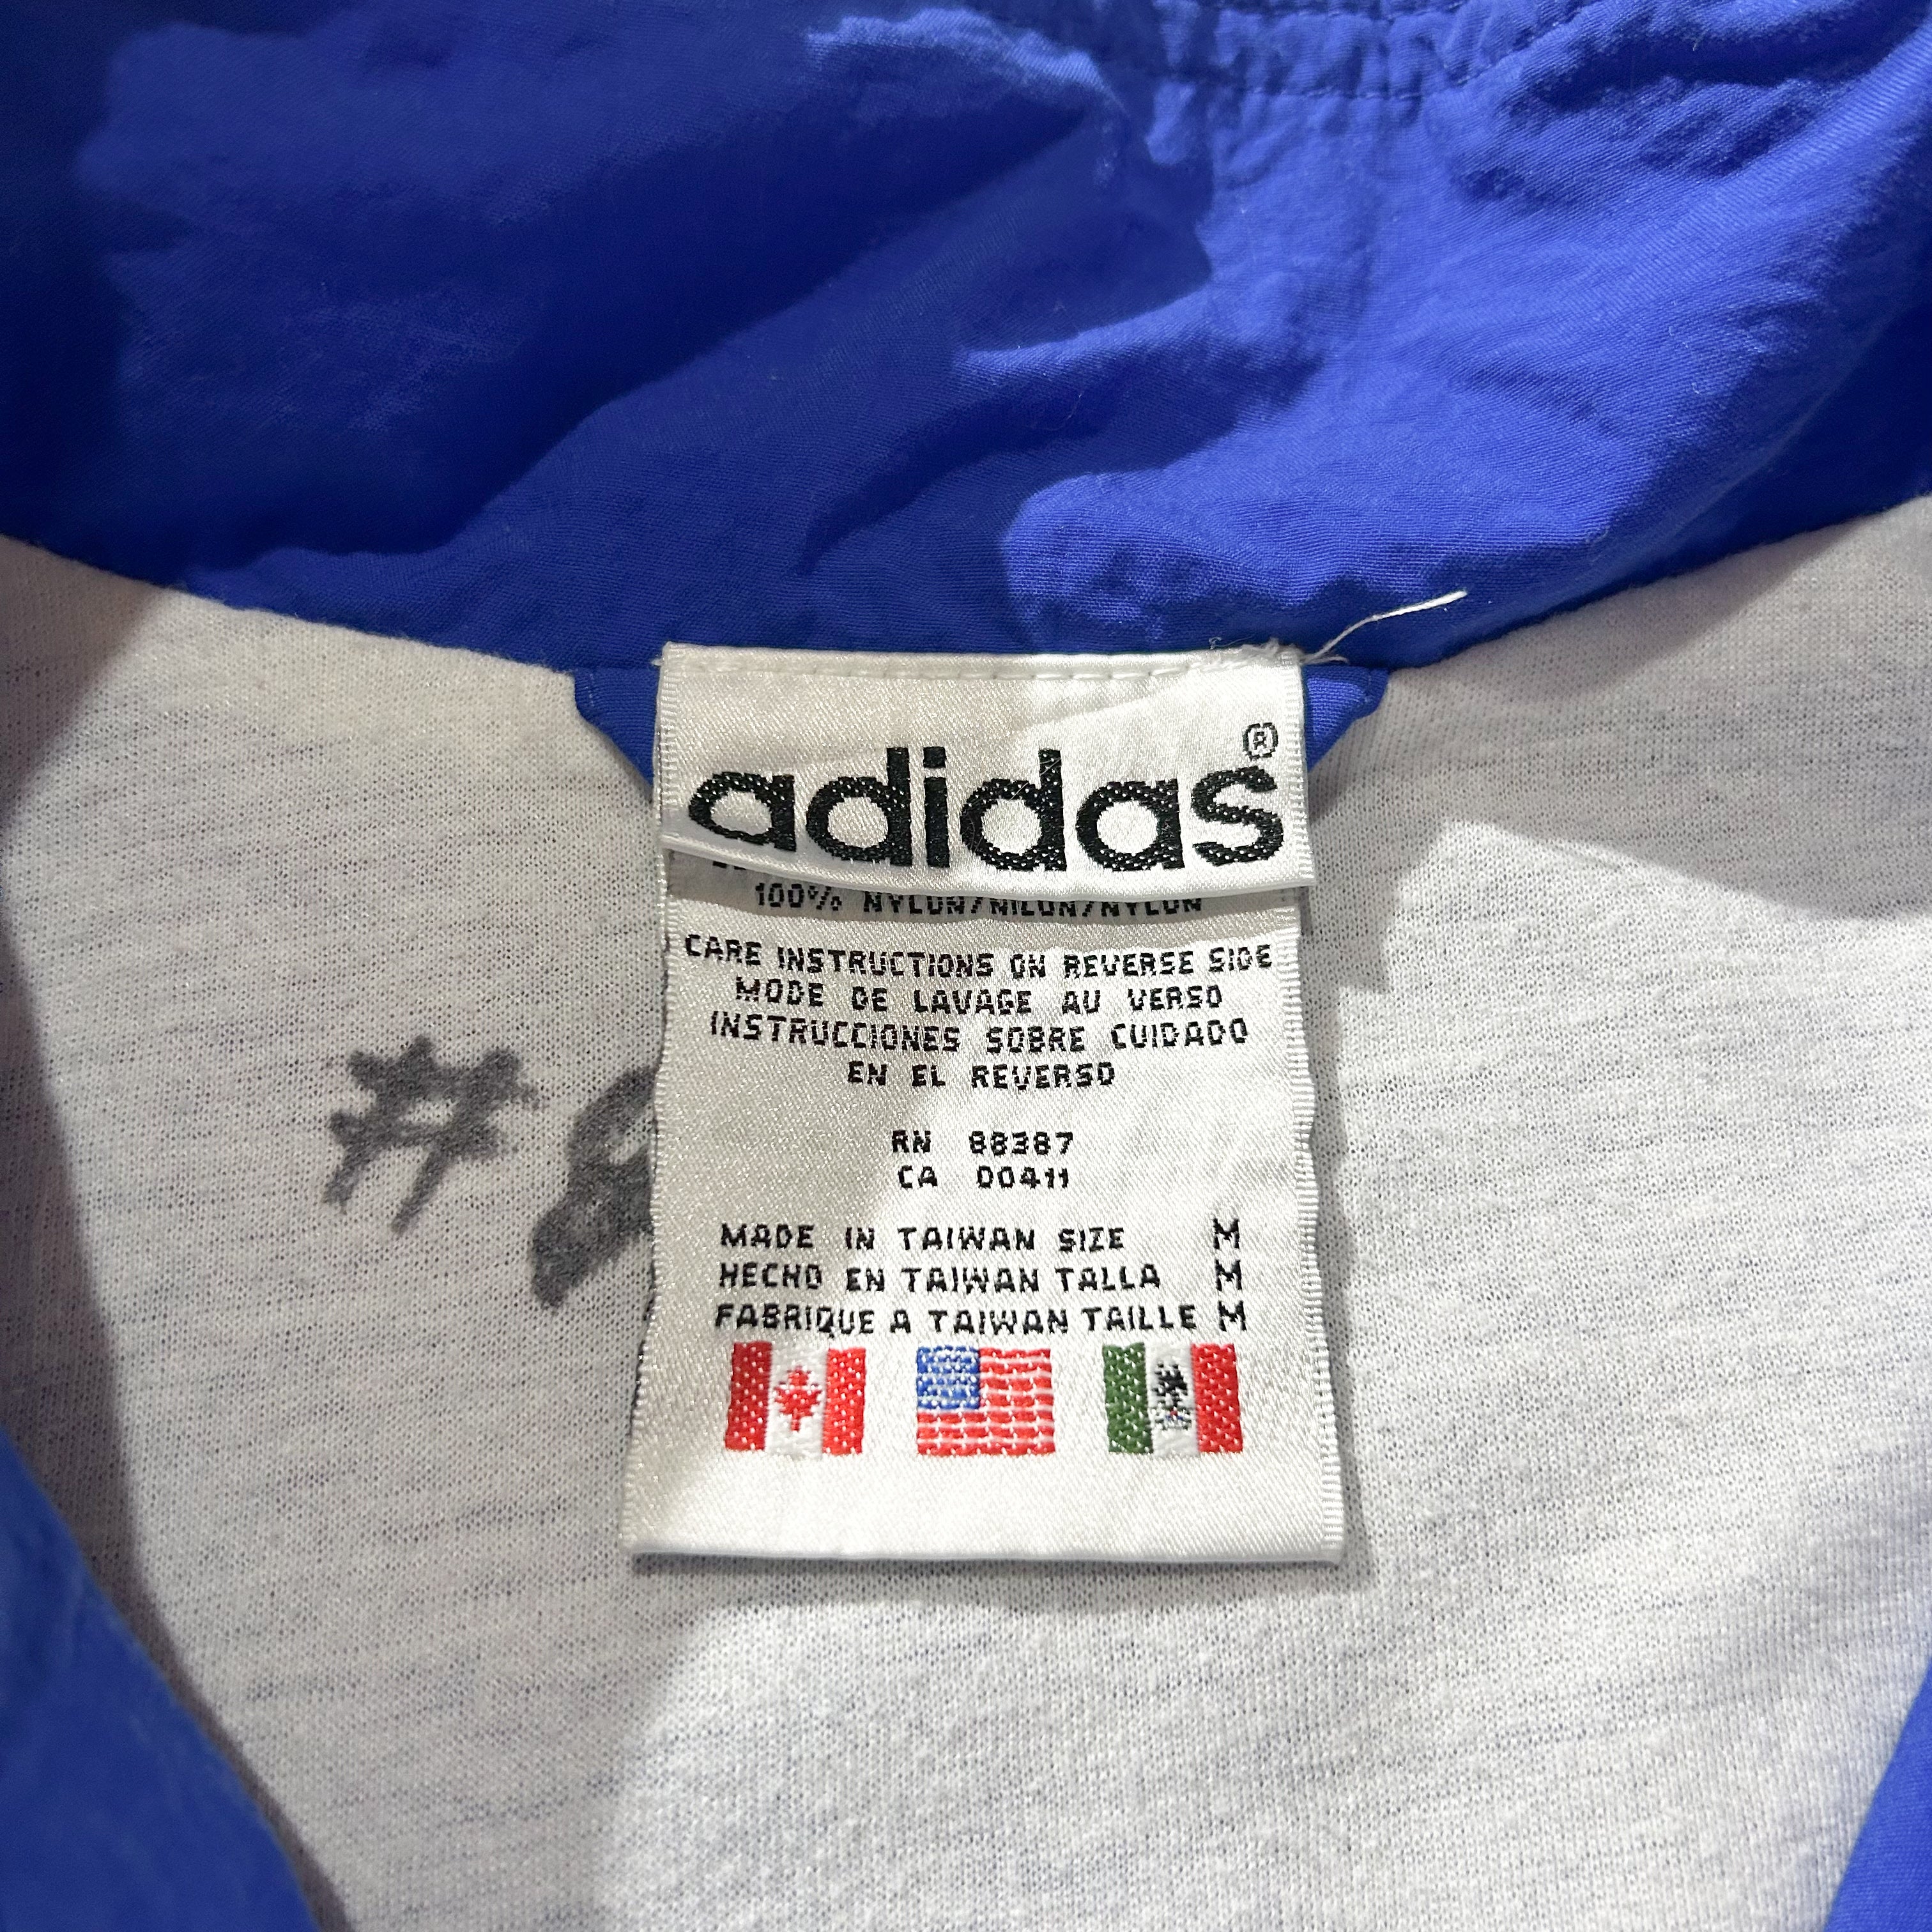 adidas®
100% NYLON/NILON/NYLON
CARE INSTRUCTIONS ON REVERSE SIDE
MODE DE LAVAGE AU VERSO
INSTRUCCIONES SOBRE CUIDADO
EN EL REVERSO
#8
RN 88387
CA 00411
MADE IN TAIWAN SIZE M
HECHO EN TAIWAN TALLA M
FABRIQUE A TAIWAN TAILLE M